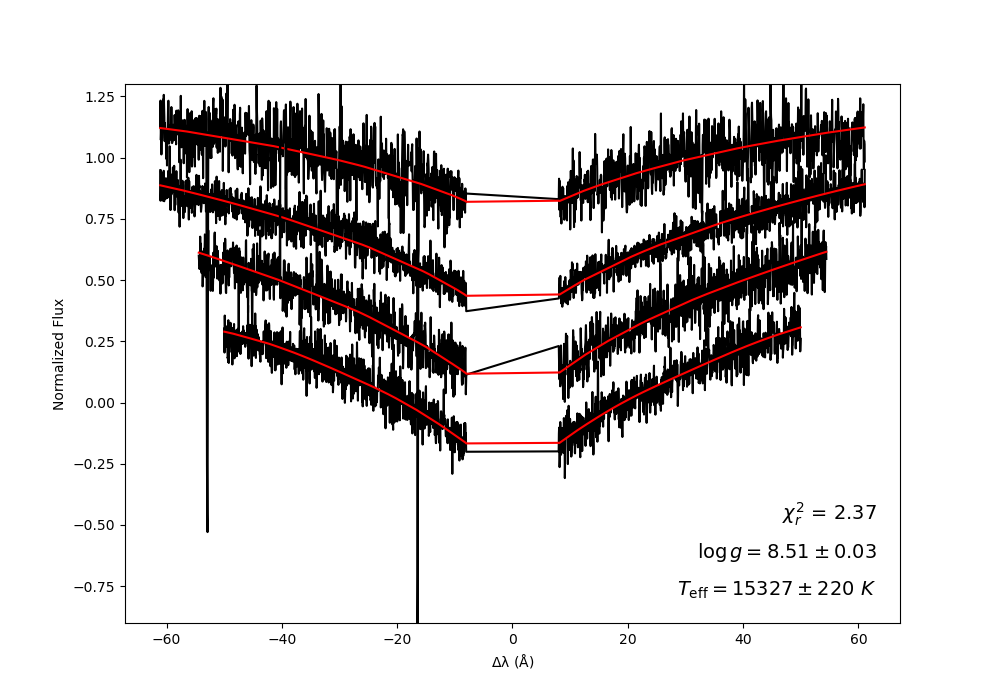 1.25
1.00
0.75
0.50
0.25
0.00
−0.25
−0.50
−0.75
Normalized Flux
χ²ᵣ = 2.37
log g = 8.51 ± 0.03
T_eff = 15327 ± 220 K
−60 −40 −20 0 20 40 60
Δλ (Å)